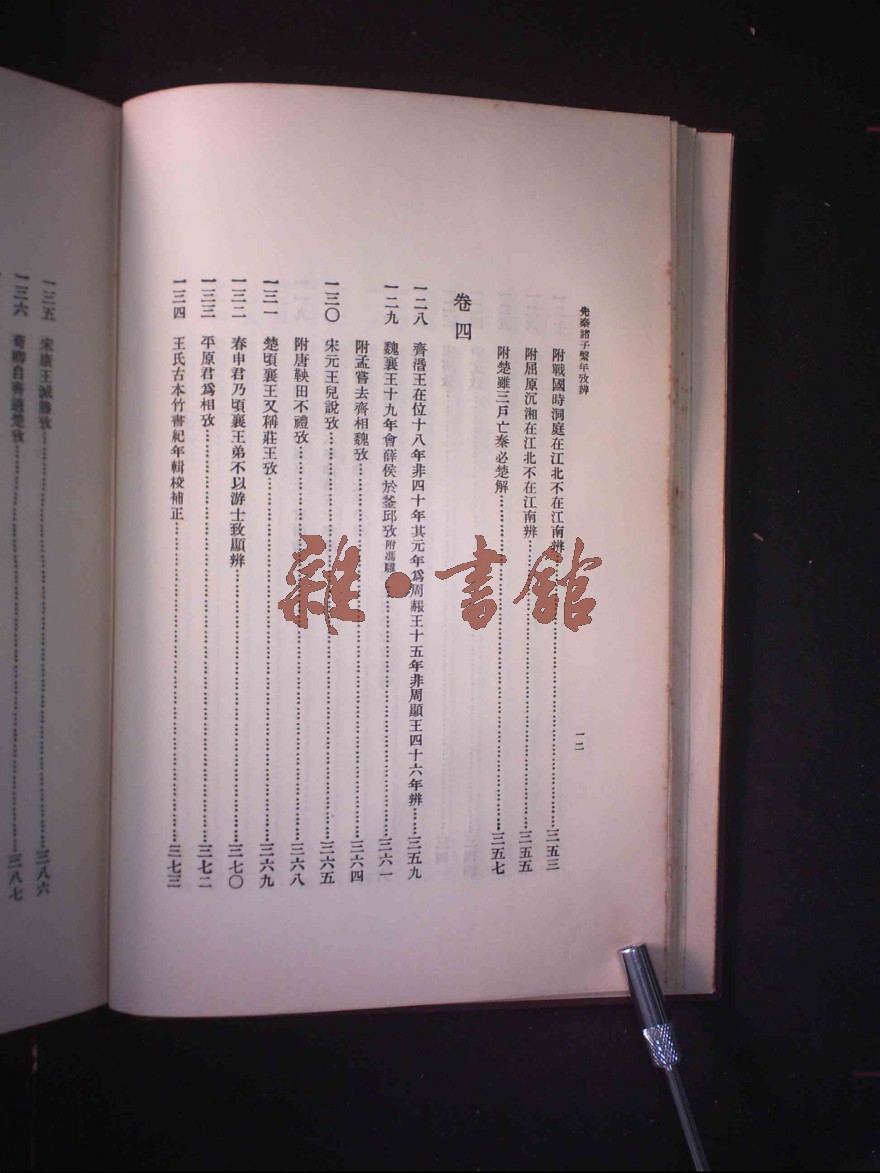 先秦諸子繫年攷辨
一二
附戰國時洞庭在江北不在江南辨……三五三
附屈原沉湘在江北不在江南辨……三五五
附楚雖三戶亡秦必楚解……三五七
卷四
一二八 齊湣王在位十八年非四十年其元年爲周赧王十五年非周顯王四十六年辨……三五九
一二九 魏襄王十九年會薛侯於釜邱攷附馮驩……三六一
附孟嘗去齊相魏攷……三六四
一三〇 宋元王兒說攷……三六五
附唐鞅田不禮攷……三六八
一三一 楚頃襄王又稱莊王攷……三六九
一三二 春申君乃頃襄王弟不以游士致顯辨……三七〇
一三三 平原君爲相攷……三七二
一三四 王氏古本竹書紀年輯校補正……三七三
一三五 宋康王滅滕攷……三八六
一三六 荀卿自齊適楚攷……三八七
雜·書館